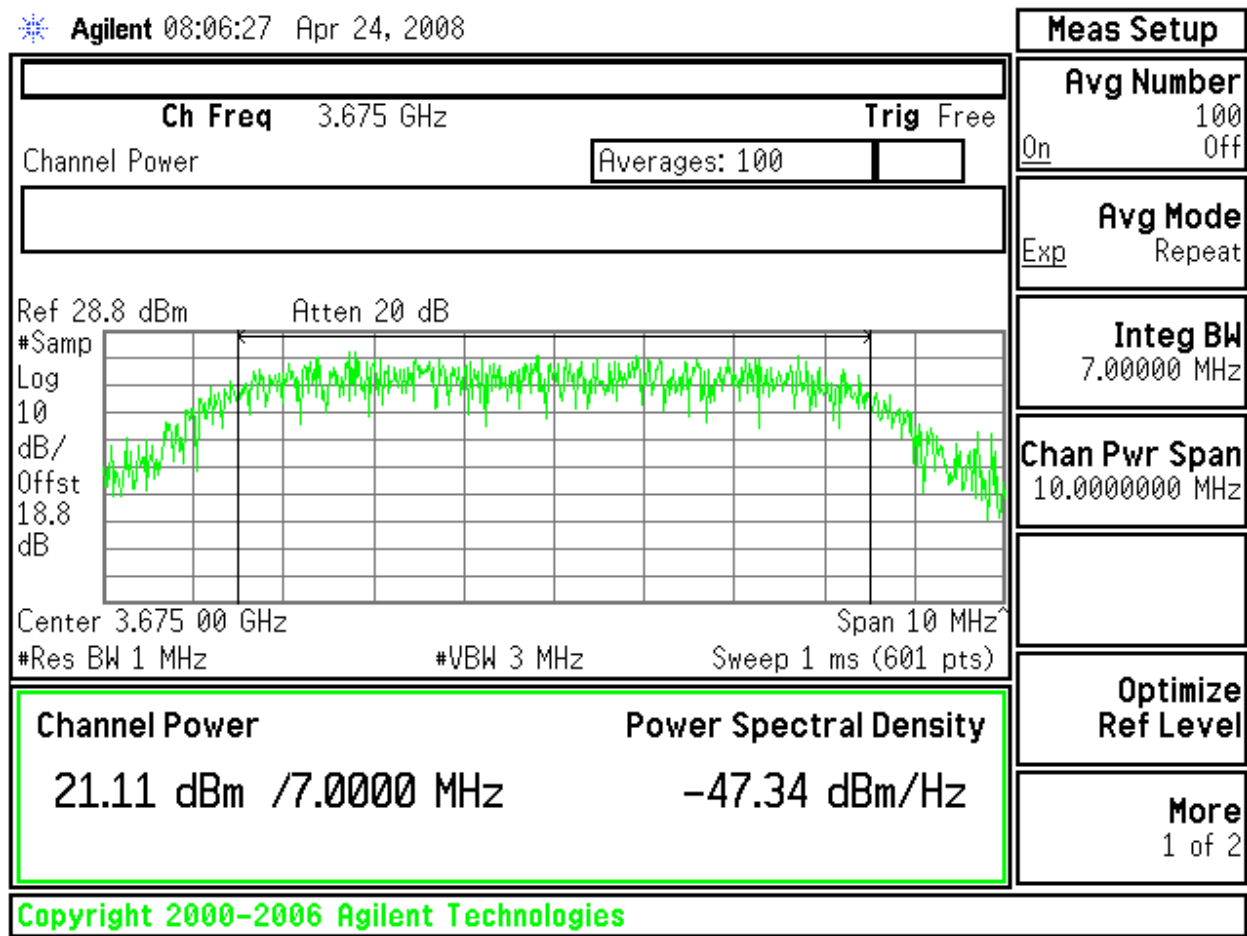 Agilent 08:06:27 Apr 24, 2008
Ch Freq 3.675 GHz Trig Free
Channel Power Averages: 100
Ref 28.8 dBm Atten 20 dB
#Samp
Log
10
dB/
Offst
18.8
dB
Center 3.675 00 GHz Span 10 MHz^
#Res BW 1 MHz #VBW 3 MHz Sweep 1 ms (601 pts)
Channel Power Power Spectral Density
21.11 dBm /7.0000 MHz -47.34 dBm/Hz
Copyright 2000-2006 Agilent Technologies
Meas Setup
Avg Number
100
On Off
Avg Mode
Exp Repeat
Integ BW
7.00000 MHz
Chan Pwr Span
10.0000000 MHz
Optimize
Ref Level
More
1 of 2